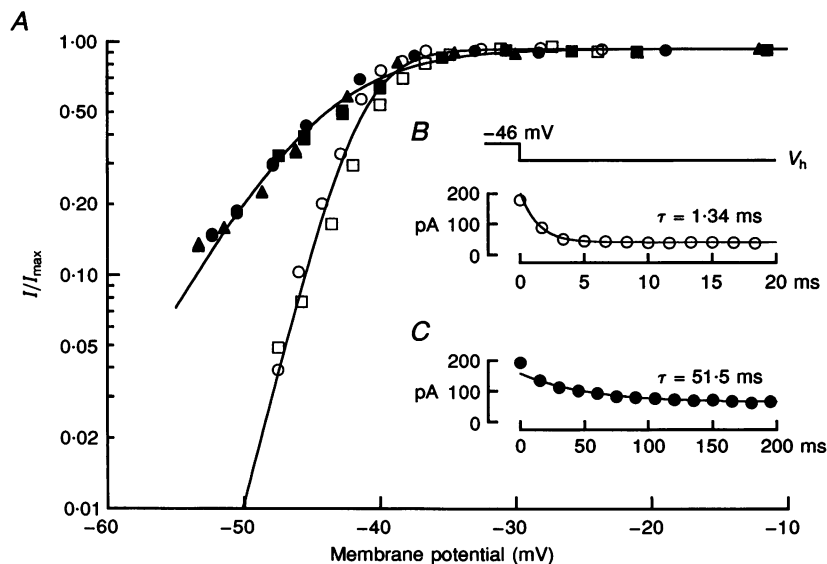 A
1·00
0·50
0·20
0·10
0·05
0·02
0·01
I/Imax
−60
−50
−40
−30
−20
−10
Membrane potential (mV)
B
−46 mV
Vh
200
100
0
pA
τ = 1·34 ms
0
5
10
15
20
ms
C
200
100
0
pA
τ = 51·5 ms
0
50
100
150
200 ms